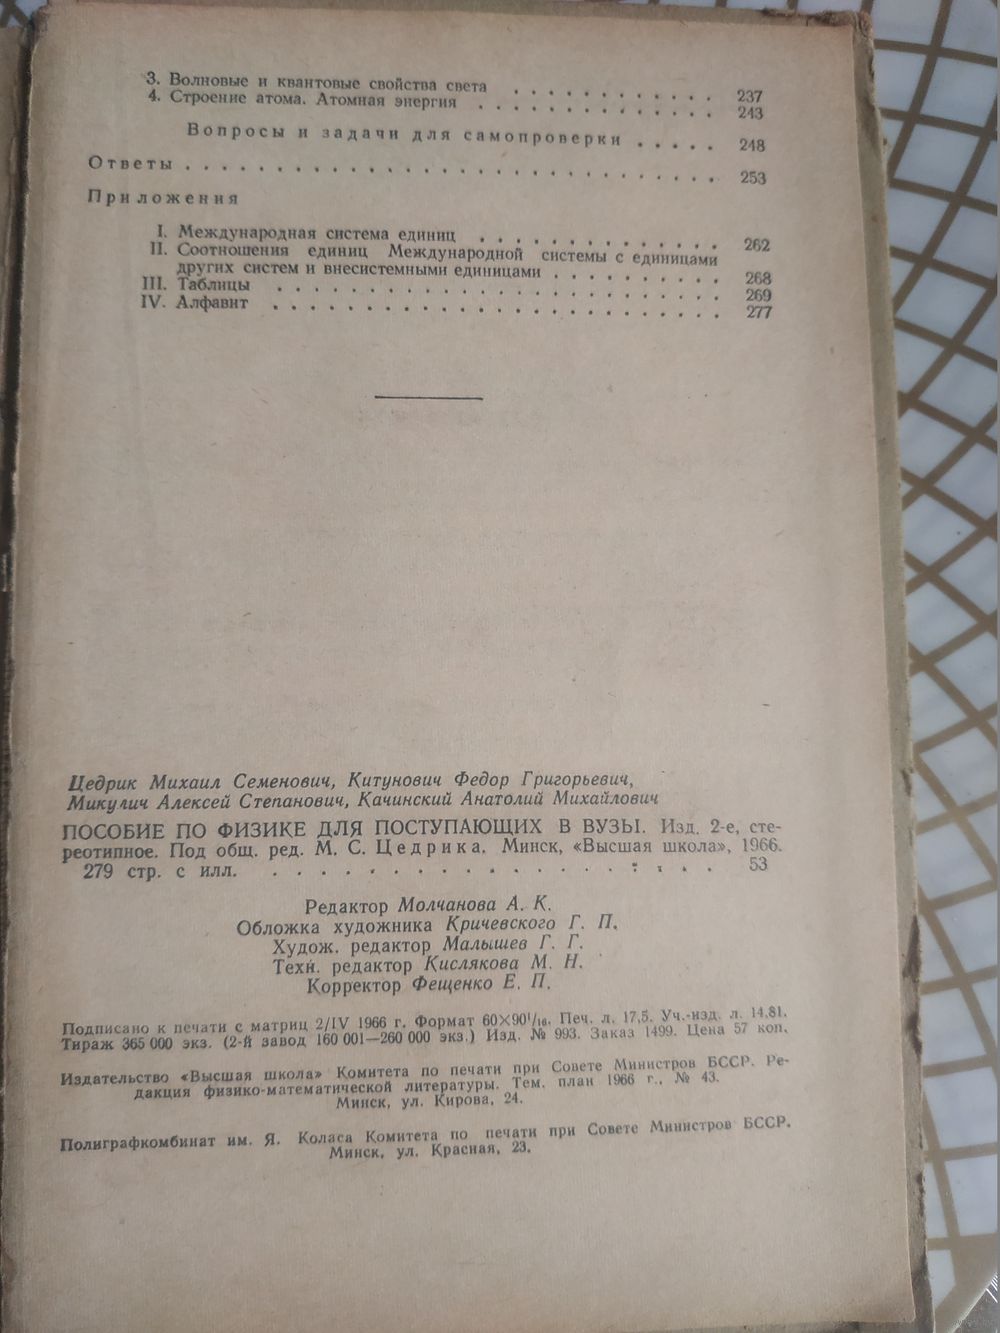 3. Волновые и квантовые свойства света . . . . . . . . . . . . 237
4. Строение атома. Атомная энергия . . . . . . . . . . . . . . 243
Вопросы и задачи для самопроверки . . . . . 248
Ответы . . . . . . . . . . . . . . . . . . . . . . . . . . . . 253
Приложения
I. Международная система единиц . . . . . . . . . . . . . . 262
II. Соотношения единиц Международной системы с единицами
других систем и внесистемными единицами . . . . . . . . . 268
III. Таблицы . . . . . . . . . . . . . . . . . . . . . . . . . 269
IV. Алфавит . . . . . . . . . . . . . . . . . . . . . . . . . 277
Цедрик Михаил Семенович, Китунович Федор Григорьевич,
Микулич Алексей Степанович, Качинский Анатолий Михайлович
ПОСОБИЕ ПО ФИЗИКЕ ДЛЯ ПОСТУПАЮЩИХ В ВУЗЫ. Изд. 2-е, сте-
реотипное. Под общ. ред. М. С. Цедрика. Минск, «Высшая школа», 1966.
279 стр. с илл. . . . . . . . . . . . . . . . . . . . . 53
Редактор Молчанова А. К.
Обложка художника Кричевского Г. П.
Худож. редактор Малышев Г. Г.
Техн. редактор Кислякова М. Н.
Корректор Фещенко Е. П.
Подписано к печати с матриц 2/IV 1966 г. Формат 60×90¹/₁₆. Печ. л. 17,5. Уч.-изд. л. 14,81.
Тираж 365 000 экз. (2-й завод 160 001—260 000 экз.) Изд. № 993. Заказ 1499. Цена 57 коп.
Издательство «Высшая школа» Комитета по печати при Совете Министров БССР. Ре-
дакция физико-математической литературы. Тем. план 1966 г., № 43.
Минск, ул. Кирова, 24.
Полиграфкомбинат им. Я. Коласа Комитета по печати при Совете Министров БССР.
Минск, ул. Красная, 23.